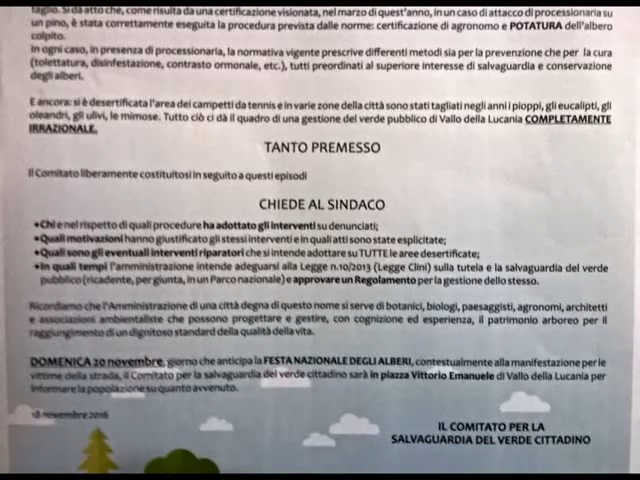 taglio. Si dà atto che, come risulta da una certificazione visionata, nel marzo di quest'anno, in un caso di attacco di processionaria su
un pino, è stata correttamente eseguita la procedura prevista dalle norme: certificazione di agronomo e POTATURA dell'albero
colpito.
In ogni caso, in presenza di processionaria, la normativa vigente prescrive differenti metodi sia per la prevenzione che per la cura
(tolettatura, disinfestazione, contrasto ormonale, etc.), tutti preordinati al superiore interesse di salvaguardia e conservazione
degli alberi.
E ancora: si è desertificata l'area dei campetti da tennis e in varie zone della città sono stati tagliati negli anni i pioppi, gli eucalipti, gli
oleandri, gli ulivi, le mimose. Tutto ciò ci dà il quadro di una gestione del verde pubblico di Vallo della Lucania COMPLETAMENTE
IRRAZIONALE.
TANTO PREMESSO
Il Comitato liberamente costituitosi in seguito a questi episodi
CHIEDE AL SINDACO
•Chi e nel rispetto di quali procedure ha adottato gli interventi su denunciati;
•Quali motivazioni hanno giustificato gli stessi interventi e in quali atti sono state esplicitate;
•Quali sono gli eventuali interventi riparatori che si intende adottare su TUTTE le aree desertificate;
•In quali tempi l'amministrazione intende adeguarsi alla Legge n.10/2013 (Legge Clini) sulla tutela e la salvaguardia del verde
pubblico (ricadente, per giunta, in un Parco nazionale) e approvare un Regolamento per la gestione dello stesso.
Ricordiamo che l'Amministrazione di una città degna di questo nome si serve di botanici, biologi, paesaggisti, agronomi, architetti
e associazioni ambientaliste che possono progettare e gestire, con cognizione ed esperienza, il patrimonio arboreo per il
raggiungimento di un dignitoso standard della qualità della vita.
DOMENICA 20 novembre, giorno che anticipa la FESTA NAZIONALE DEGLI ALBERI, contestualmente alla manifestazione per le
vittime della strada, il Comitato per la salvaguardia del verde cittadino sarà in piazza Vittorio Emanuele di Vallo della Lucania per
informare la popolazione su quanto avvenuto.
18 novembre 2016
IL COMITATO PER LA
SALVAGUARDIA DEL VERDE CITTADINO